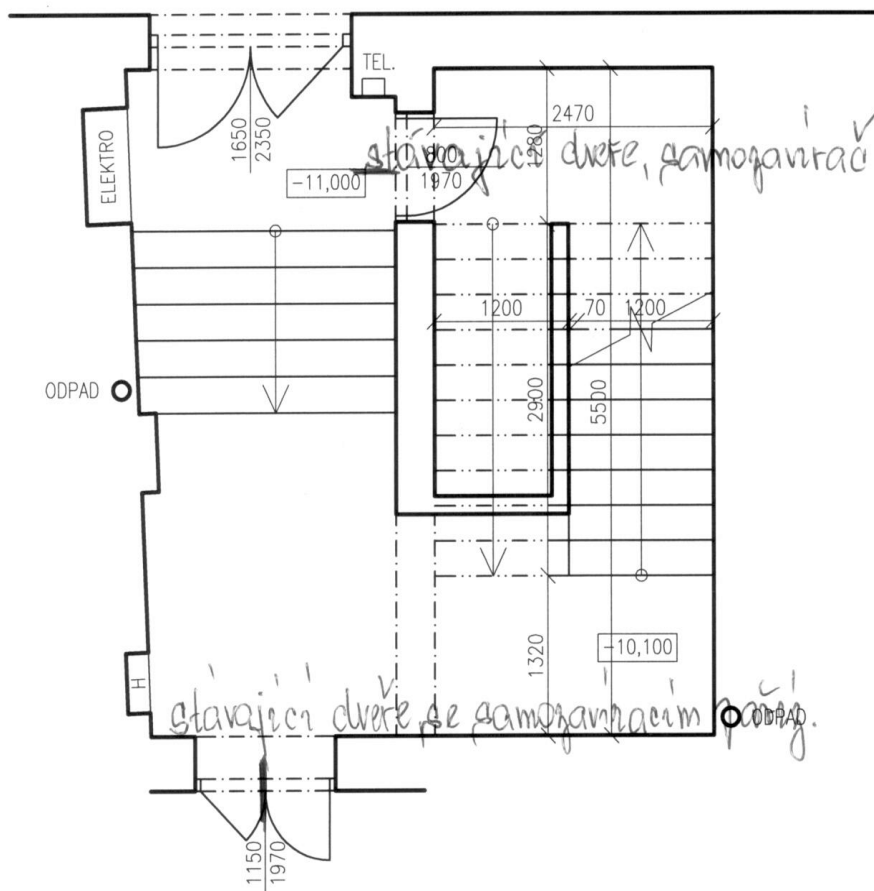 TEL.
ELEKTRO
1650
2350
2470
1280
800
1970
stávající dveře, samozavírač
-11,000
1200
70
1200
ODPAD
2900
5500
1320
-10,100
H
stávající dveře, se samozavíracím
ODPAD
1150
1970